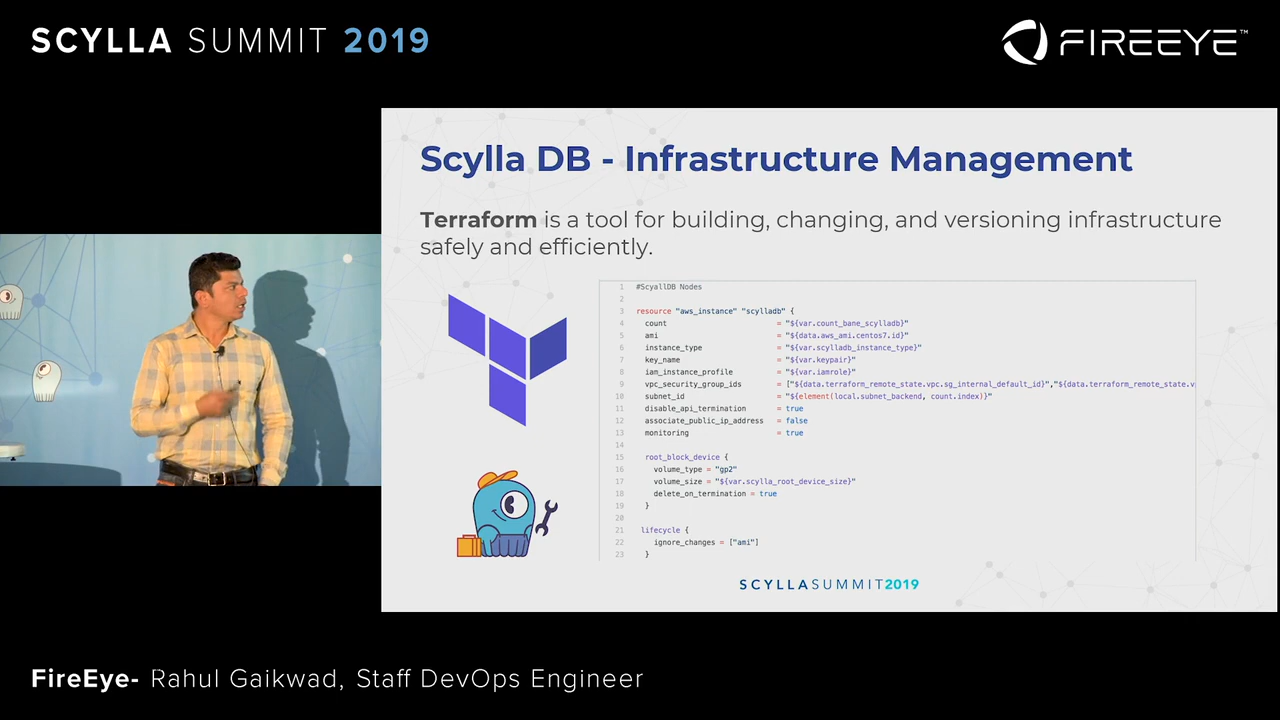 SCYLLA SUMMIT 2019
FIREEYE™
Scylla DB - Infrastructure Management
Terraform is a tool for building, changing, and versioning infrastructure
safely and efficiently.
1 #ScyallDB Nodes
2
3 resource "aws_instance" "scylladb" {
4 count = "${var.count_bane_scylladb}"
5 ami = "${data.aws_ami.centos7.id}"
6 instance_type = "${var.scylladb_instance_type}"
7 key_name = "${var.keypair}"
8 iam_instance_profile = "${var.iamrole}"
9 vpc_security_group_ids = ["${data.terraform_remote_state.vpc.sg_internal_default_id}","${data.terraform_remote_state.v
10 subnet_id = "${element(local.subnet_backend, count.index)}"
11 disable_api_termination = true
12 associate_public_ip_address = false
13 monitoring = true
14
15 root_block_device {
16 volume_type = "gp2"
17 volume_size = "${var.scylla_root_device_size}"
18 delete_on_termination = true
19 }
20
21 lifecycle {
22 ignore_changes = ["ami"]
23 }
SCYLLASUMMIT2019
FireEye- Rahul Gaikwad, Staff DevOps Engineer